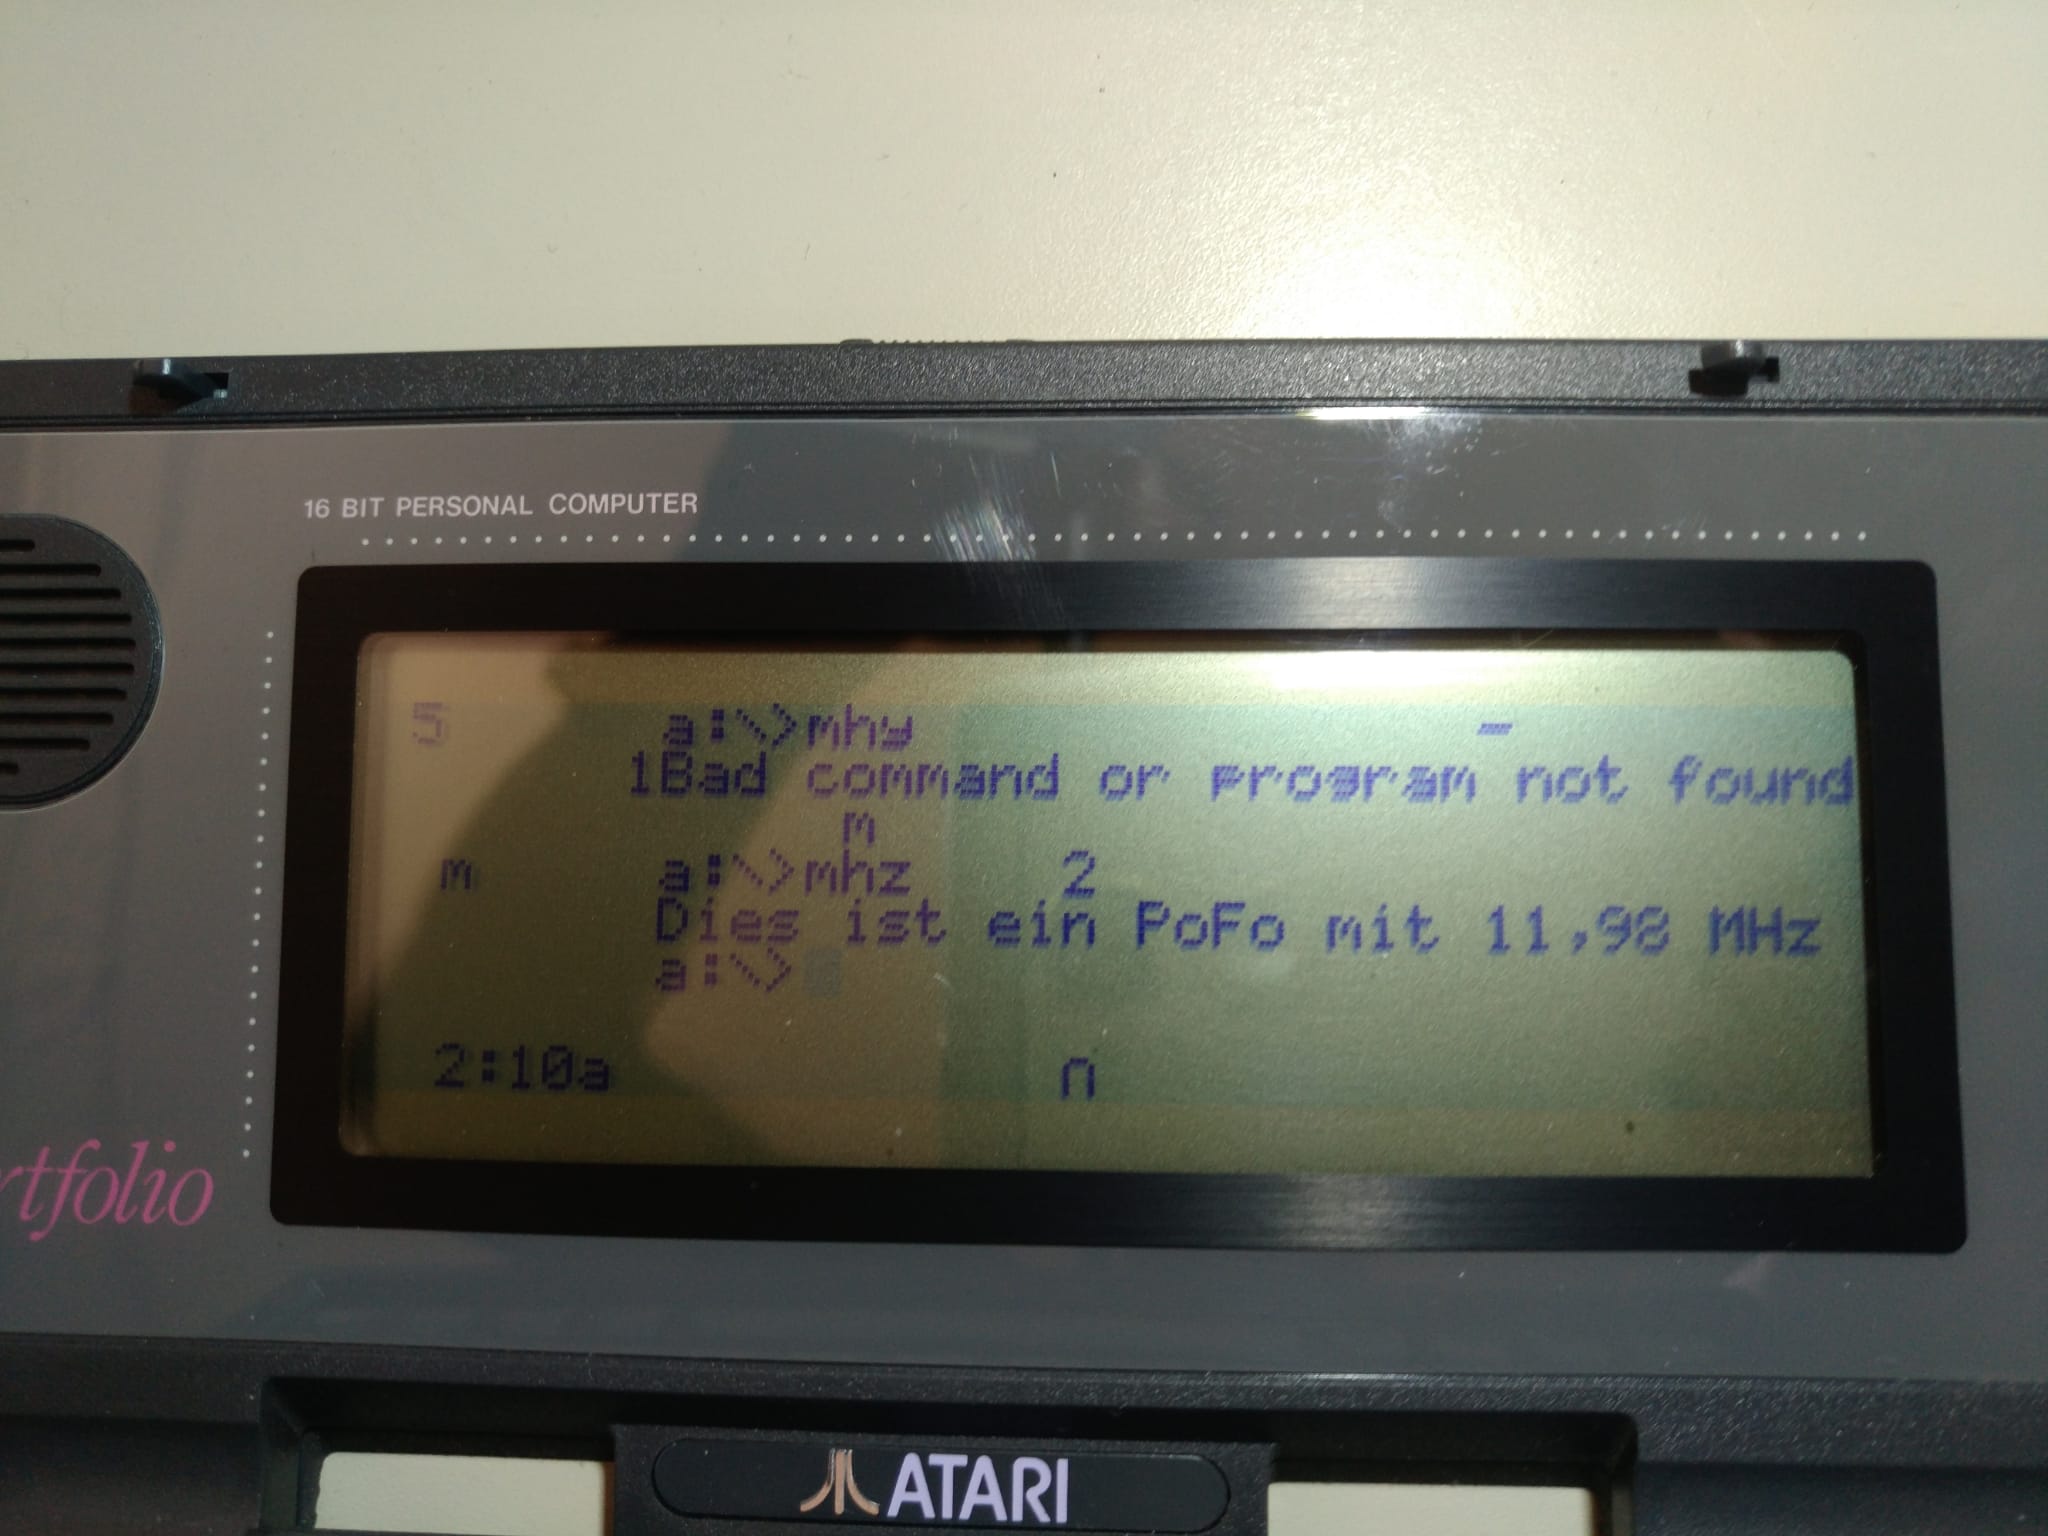 16 BIT PERSONAL COMPUTER
5 a:\>mhy -
1Bad command or program not found
m
m a:\>mhz 2
Dies ist ein PoFo mit 11,98 MHz
a:\>
2:10a n
rtfolio
ATARI